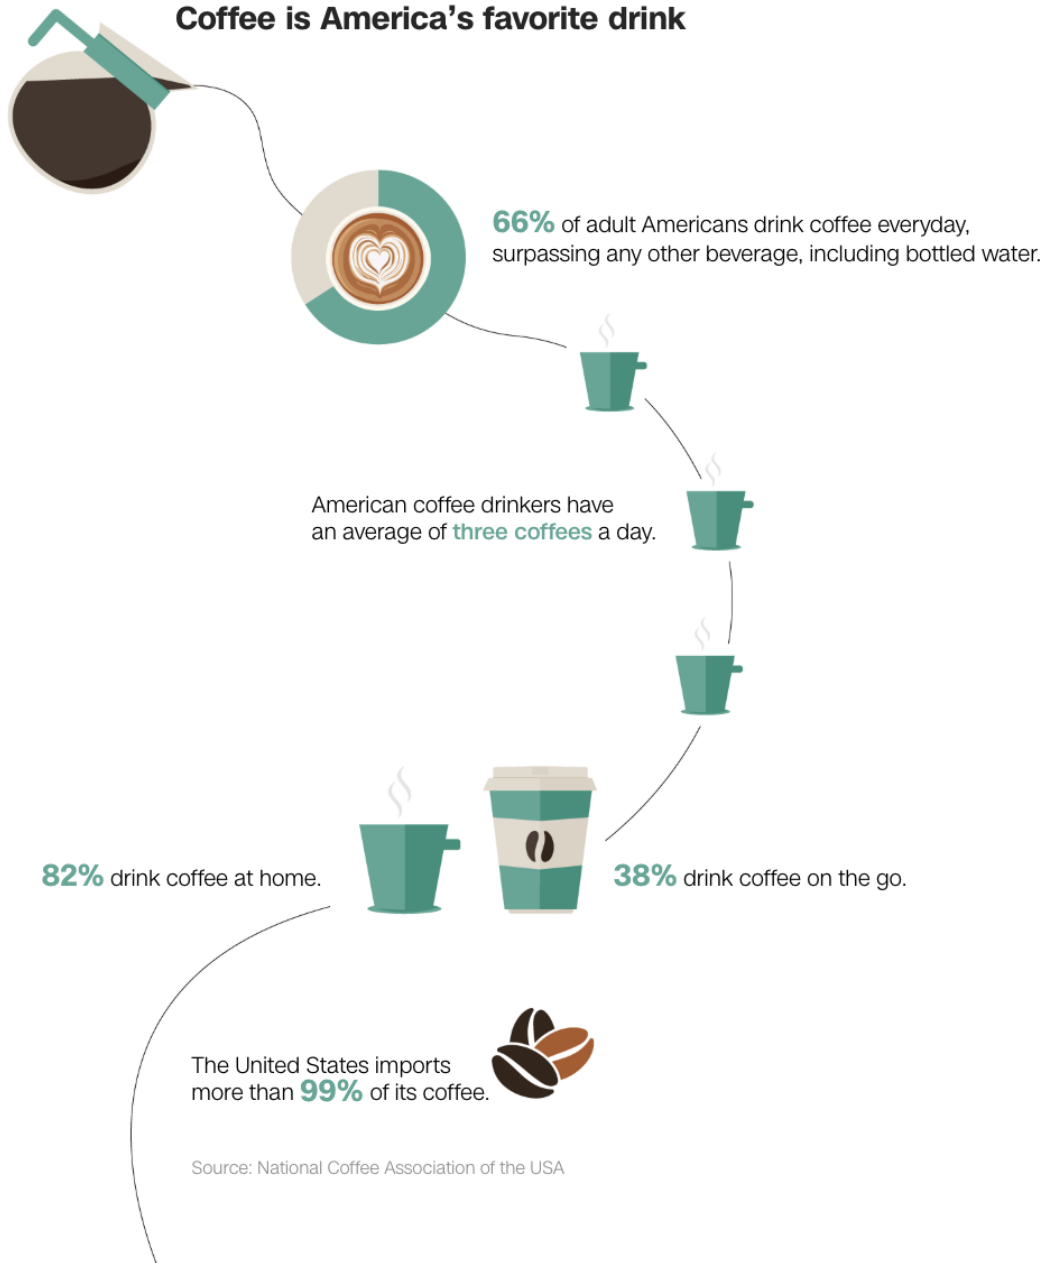 Coffee is America’s favorite drink
66% of adult Americans drink coffee everyday,
surpassing any other beverage, including bottled water.
American coffee drinkers have
an average of three coffees a day.
82% drink coffee at home.
38% drink coffee on the go.
The United States imports
more than 99% of its coffee.
Source: National Coffee Association of the USA